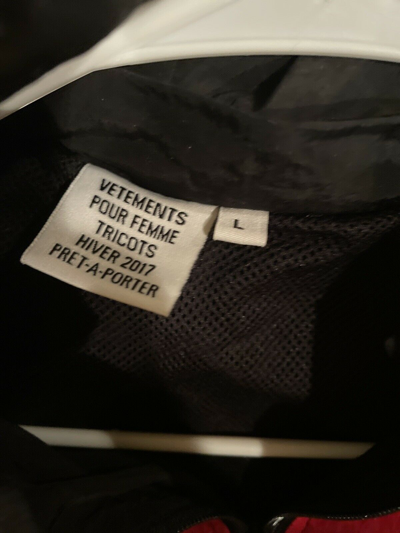 VETEMENTS
POUR FEMME
TRICOTS
HIVER 2017
PRET-A-PORTER
L